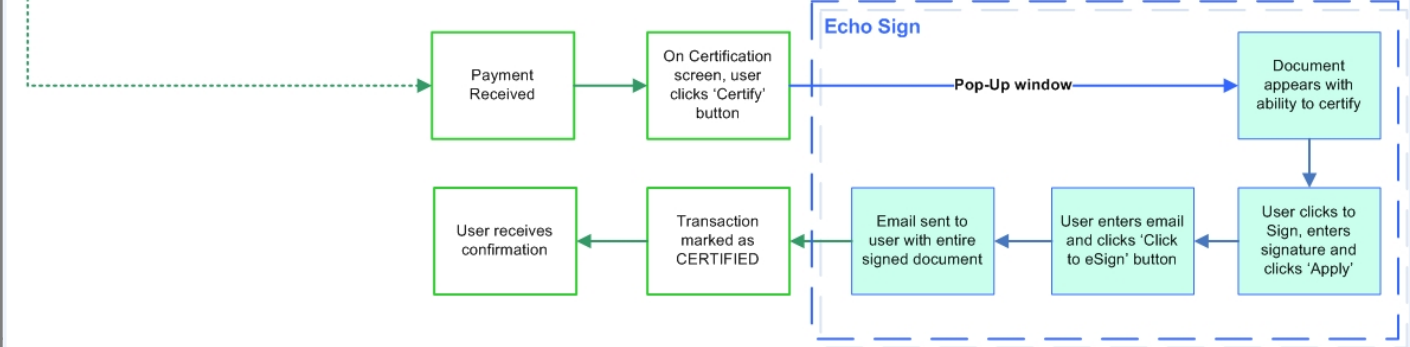 Echo Sign
Payment
Received
On Certification
screen, user
clicks ‘Certify’
button
Pop-Up window
Document
appears with
ability to certify
User receives
confirmation
Transaction
marked as
CERTIFIED
Email sent to
user with entire
signed document
User enters email
and clicks ‘Click
to eSign’ button
User clicks to
Sign, enters
signature and
clicks ‘Apply’